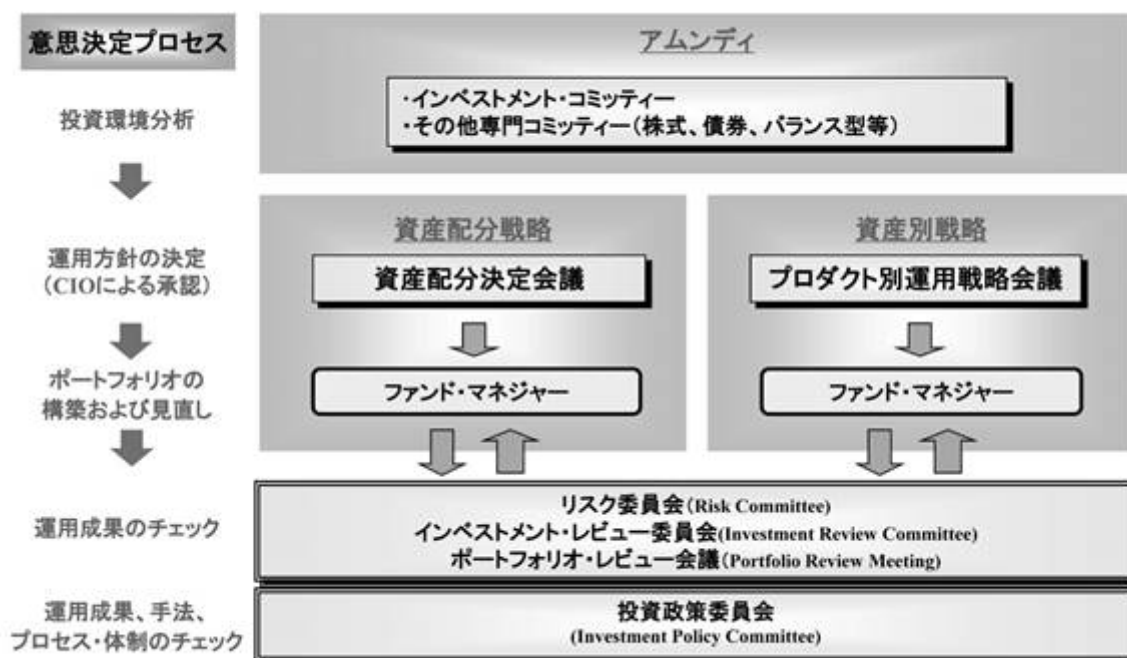 意思決定プロセス
アムンディ
・インベストメント・コミッティー
・その他専門コミッティー(株式、債券、バランス型等)
投資環境分析
資産配分戦略
資産別戦略
運用方針の決定
(CIOによる承認)
資産配分決定会議
プロダクト別運用戦略会議
ポートフォリオの
構築および見直し
ファンド・マネジャー
ファンド・マネジャー
運用成果のチェック
リスク委員会(Risk Committee)
インベストメント・レビュー委員会(Investment Review Committee)
ポートフォリオ・レビュー会議(Portfolio Review Meeting)
運用成果、手法、
プロセス・体制のチェック
投資政策委員会
(Investment Policy Committee)